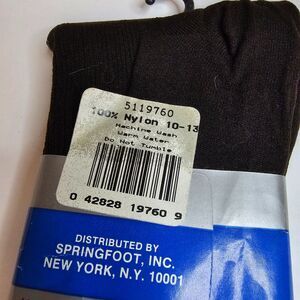 5119760
100% Nylon 10-13
Machine Wash
Warm Water
Do Not Tumble
0 42828 19760 9
DISTRIBUTED BY
SPRINGFOOT, INC.
NEW YORK, N.Y. 10001